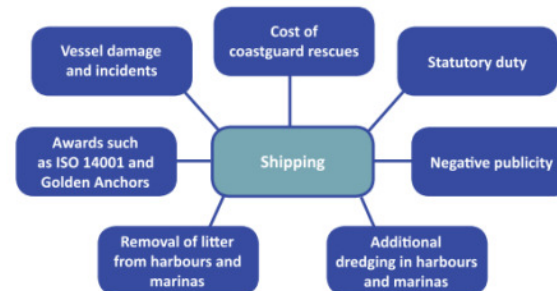 Cost of
coastguard rescues
Vessel damage
and incidents
Statutory duty
Awards such
as ISO 14001 and
Golden Anchors
Shipping
Negative publicity
Removal of litter
from harbours and
marinas
Additional
dredging in harbours
and marinas